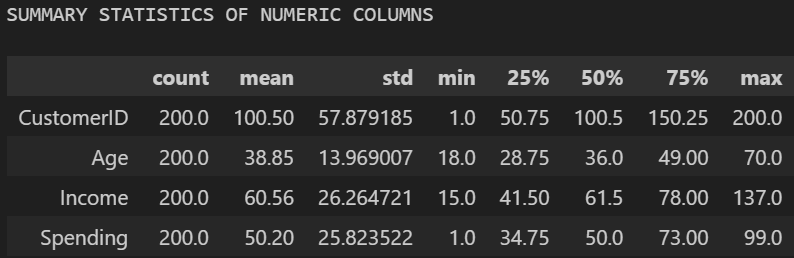 SUMMARY STATISTICS OF NUMERIC COLUMNS
count mean std min 25% 50% 75% max
CustomerID 200.0 100.50 57.879185 1.0 50.75 100.5 150.25 200.0
Age 200.0 38.85 13.969007 18.0 28.75 36.0 49.00 70.0
Income 200.0 60.56 26.264721 15.0 41.50 61.5 78.00 137.0
Spending 200.0 50.20 25.823522 1.0 34.75 50.0 73.00 99.0